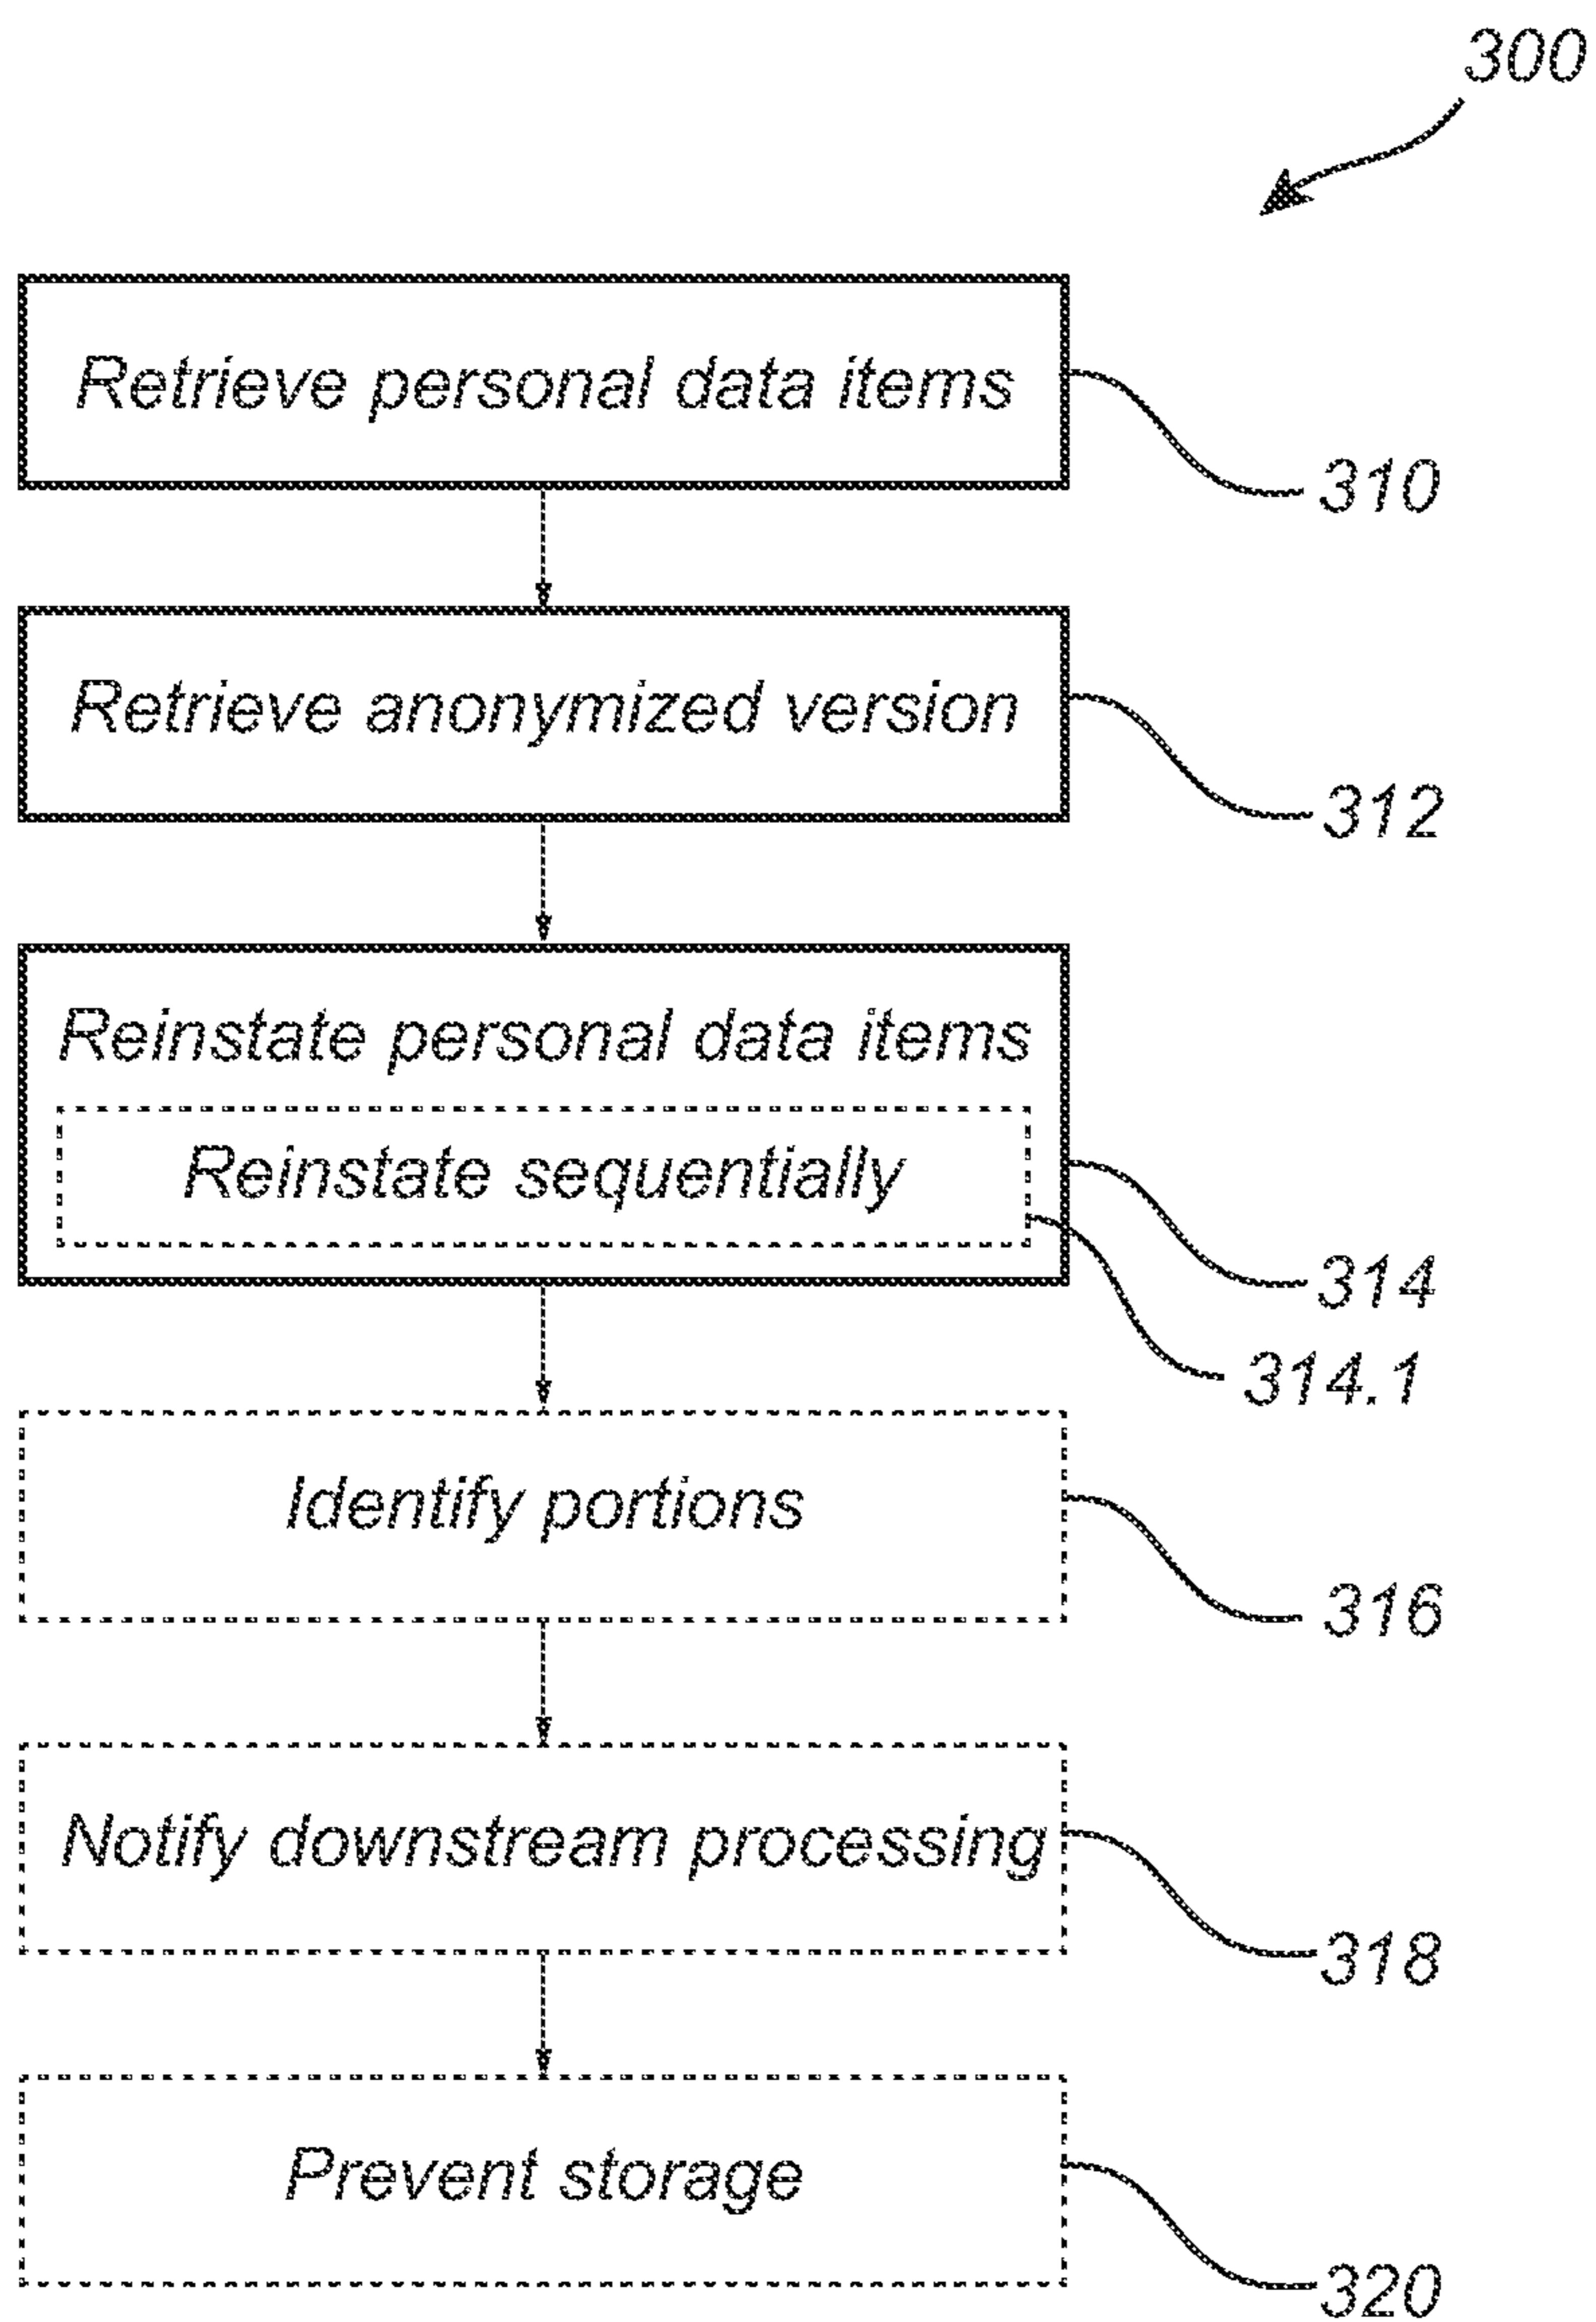 300
Retrieve personal data items
310
Retrieve anonymized version
312
Reinstate personal data items
Reinstate sequentially
314
314.1
Identify portions
316
Notify downstream processing
318
Prevent storage
320